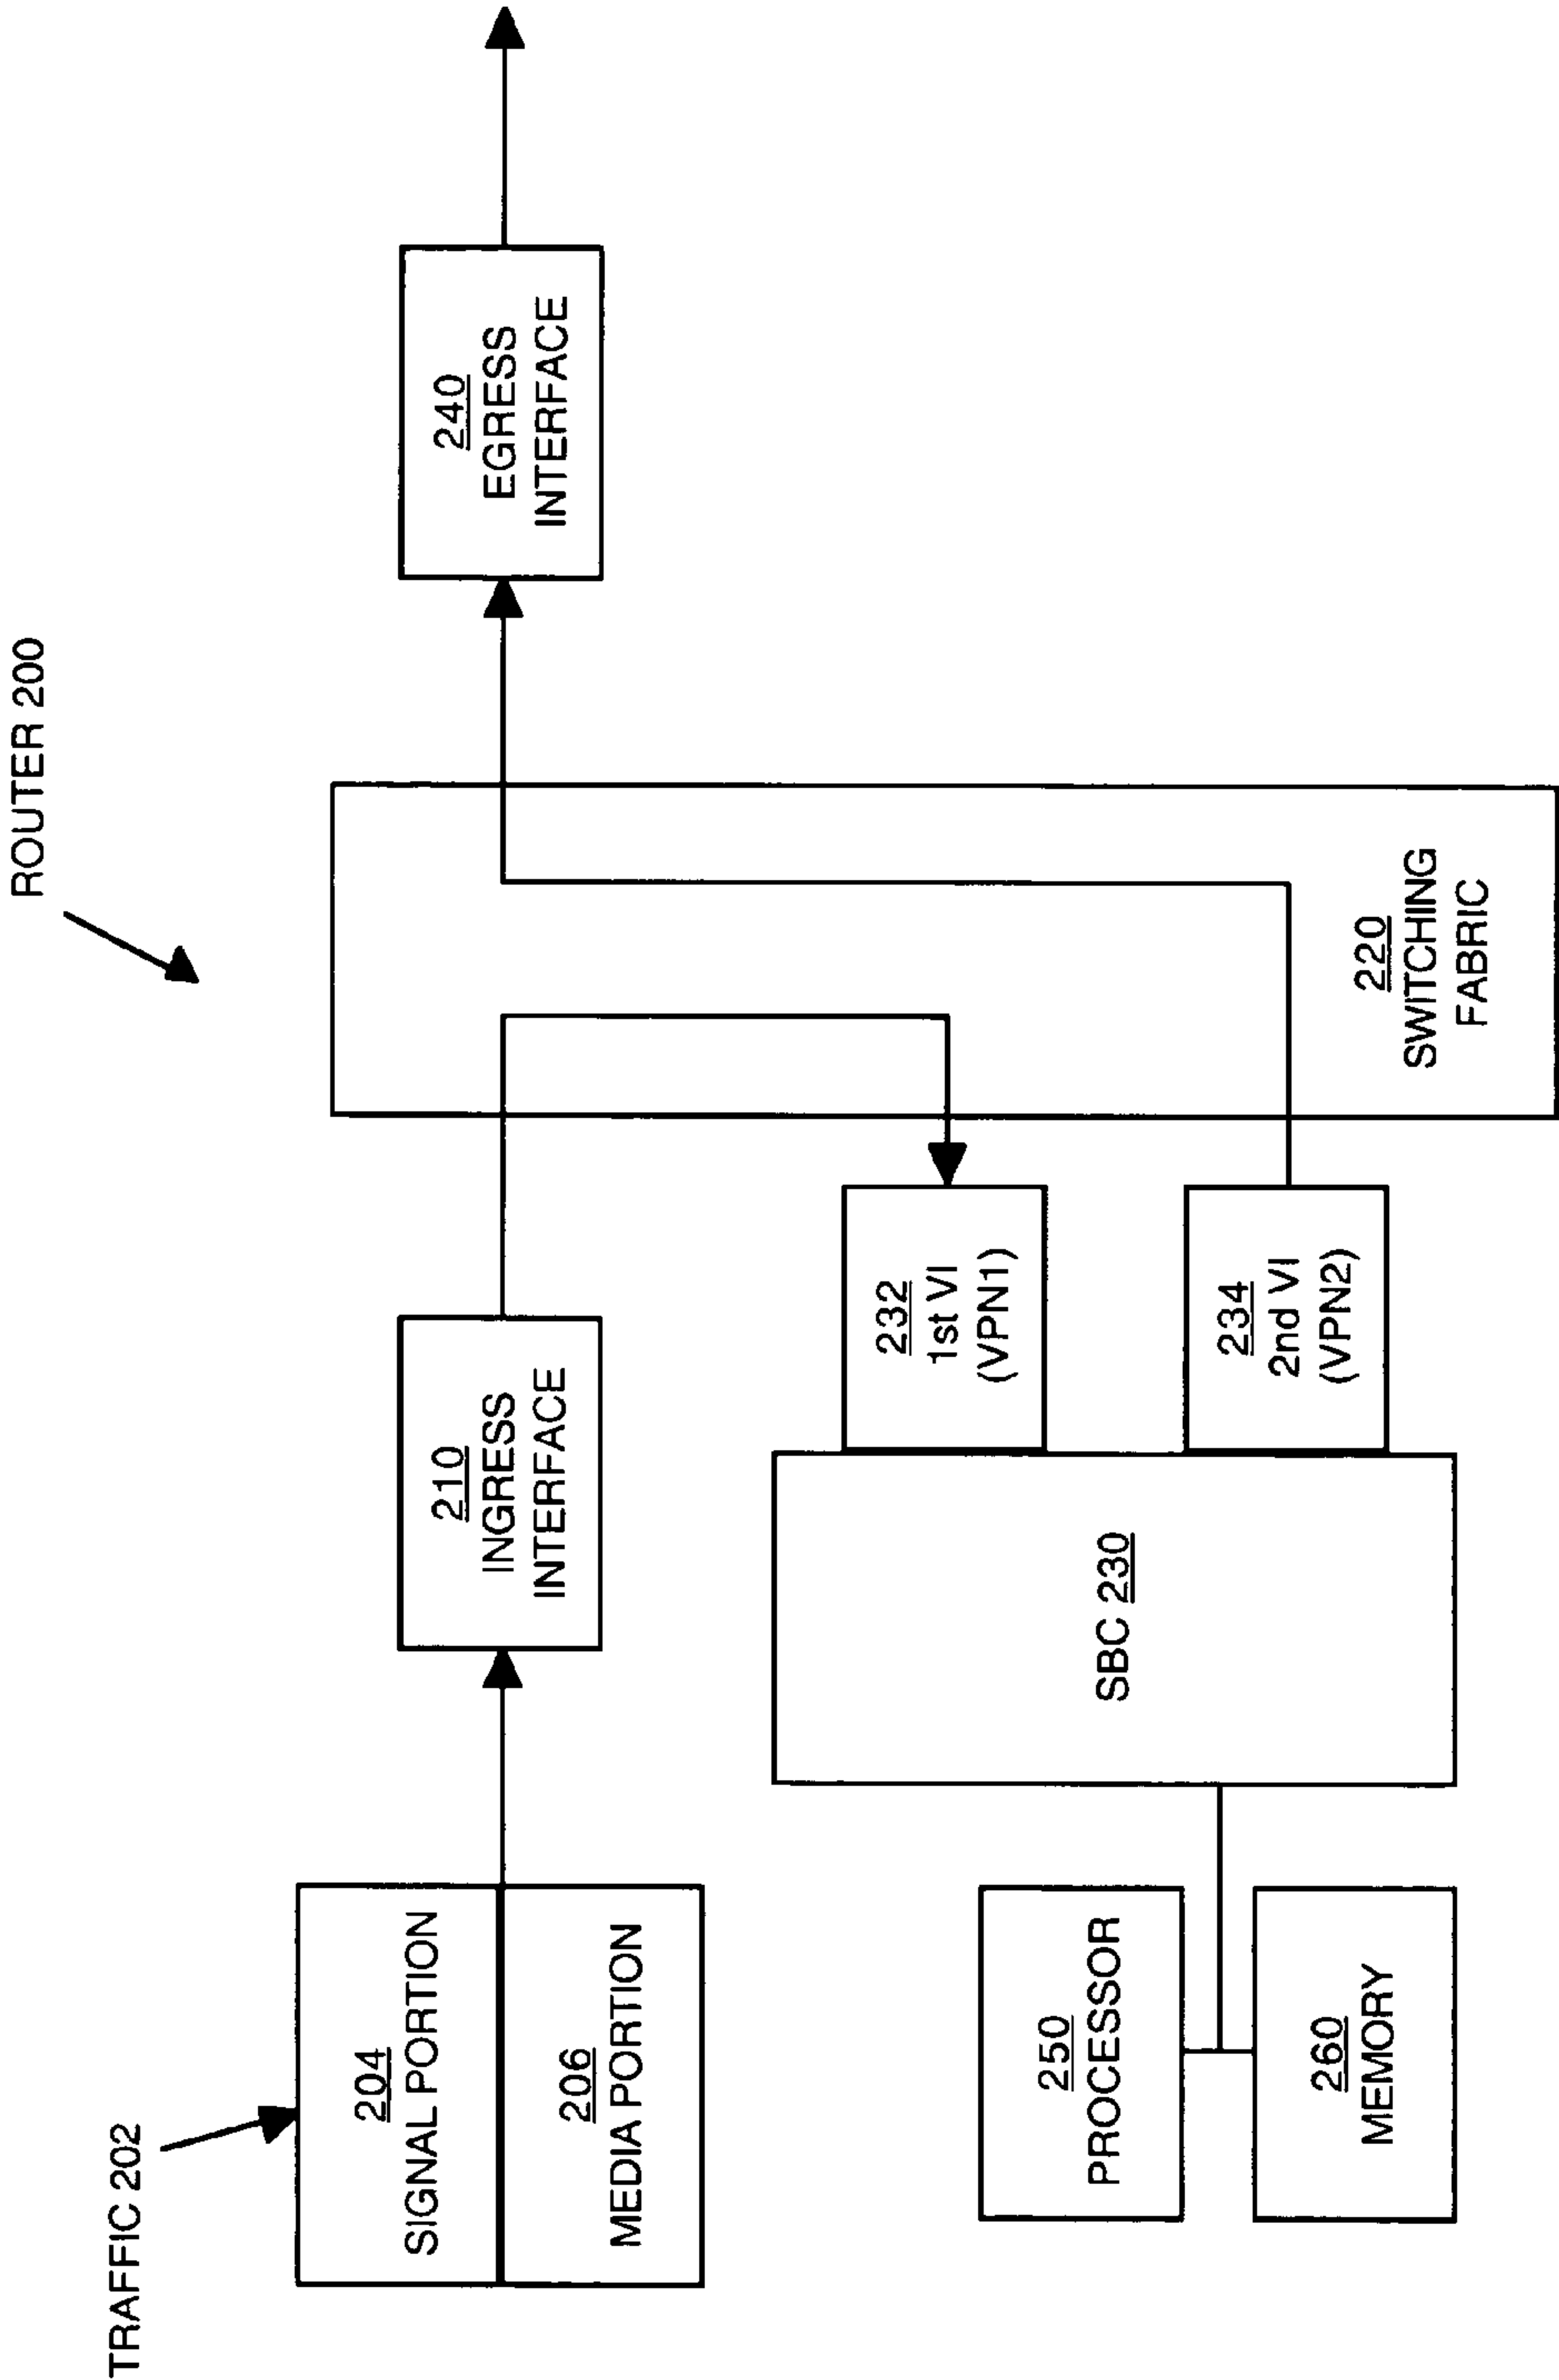 ROUTER 200
TRAFFIC 202
204
SIGNAL PORTION
206
MEDIA PORTION
210
INGRESS
INTERFACE
240
EGRESS
INTERFACE
250
PROCESSOR
260
MEMORY
SBC 230
232
1st VI
(VPN1)
234
2nd VI
(VPN2)
220
SWITCHING
FABRIC